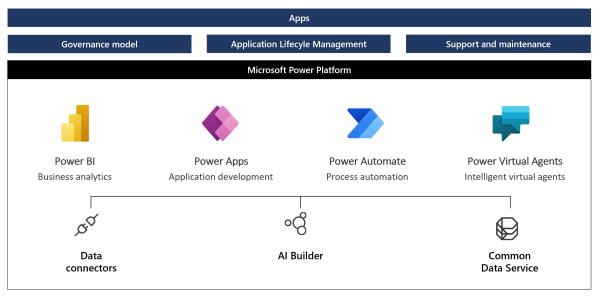 Apps
Governance model
Application Lifecyle Management
Support and maintenance
Microsoft Power Platform
Power BI
Business analytics
Power Apps
Application development
Power Automate
Process automation
Power Virtual Agents
Intelligent virtual agents
Data
connectors
AI Builder
Common
Data Service